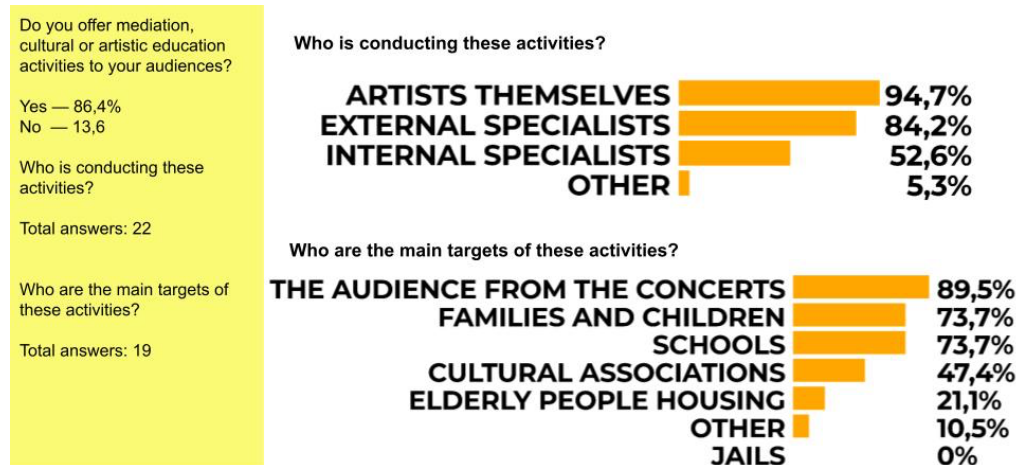 Do you offer mediation,
cultural or artistic education
activities to your audiences?
Yes — 86,4%
No — 13,6
Who is conducting these
activities?
Total answers: 22
Who are the main targets of
these activities?
Total answers: 19
Who is conducting these activities?
ARTISTS THEMSELVES 94,7%
EXTERNAL SPECIALISTS 84,2%
INTERNAL SPECIALISTS 52,6%
OTHER 5,3%
Who are the main targets of these activities?
THE AUDIENCE FROM THE CONCERTS 89,5%
FAMILIES AND CHILDREN 73,7%
SCHOOLS 73,7%
CULTURAL ASSOCIATIONS 47,4%
ELDERLY PEOPLE HOUSING 21,1%
OTHER 10,5%
JAILS 0%